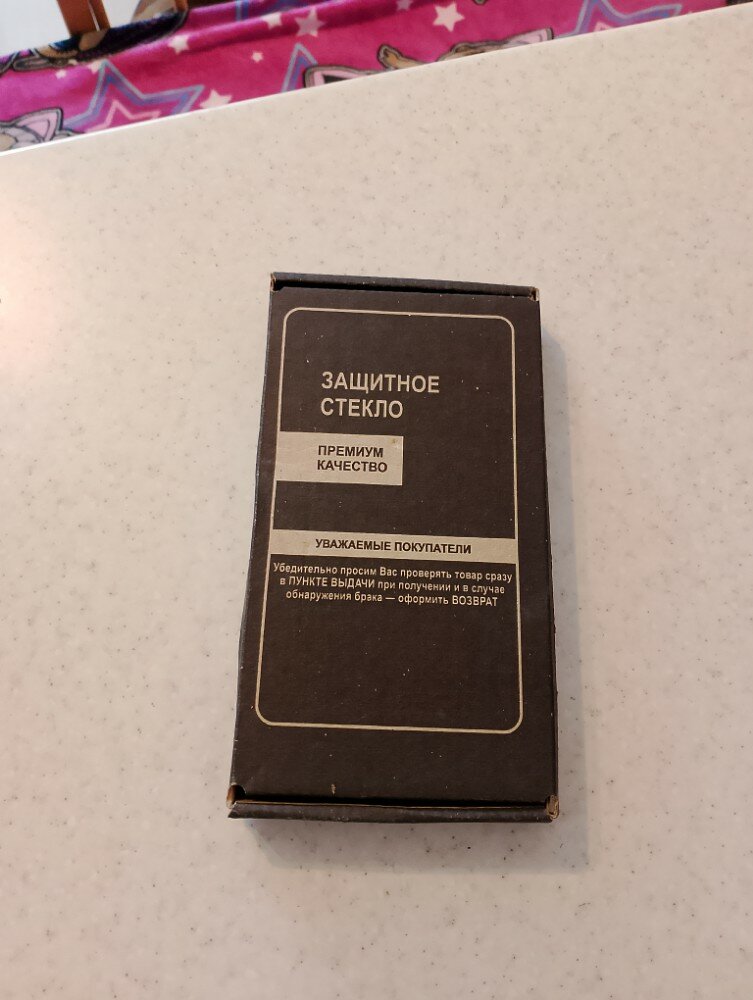 ЗАЩИТНОЕ
СТЕКЛО
ПРЕМИУМ
КАЧЕСТВО
УВАЖАЕМЫЕ ПОКУПАТЕЛИ
Убедительно просим Вас проверять товар сразу
в ПУНКТЕ ВЫДАЧИ при получении и в случае
обнаружения брака — оформить ВОЗВРАТ